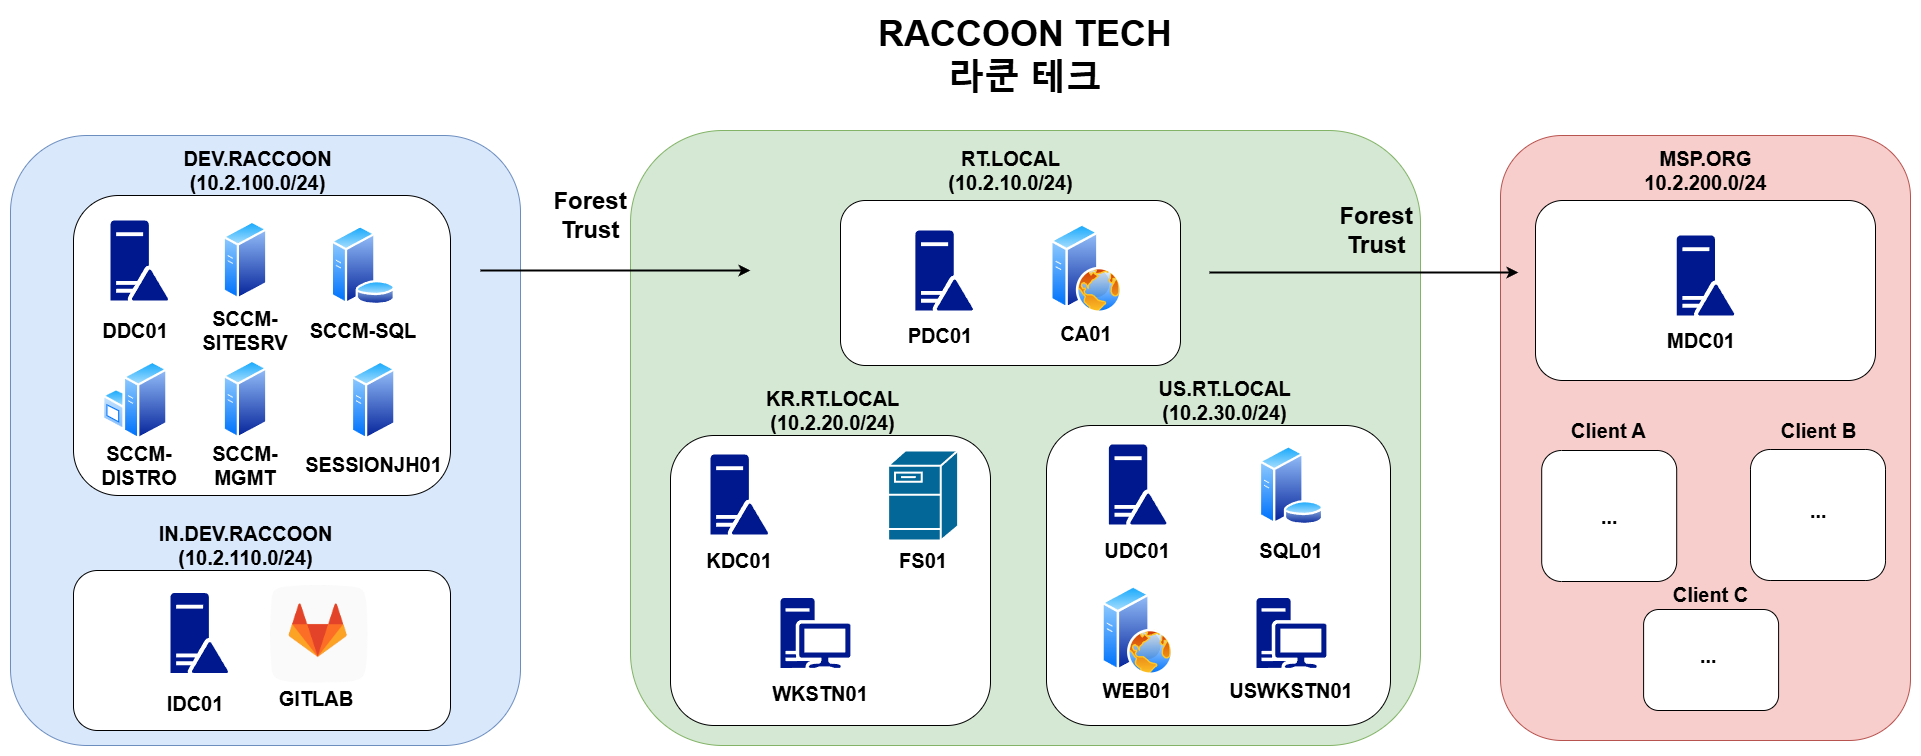 RACCOON TECH
라쿤 테크
DEV.RACCOON
(10.2.100.0/24)
DDC01
SCCM-
SITESRV
SCCM-SQL
SCCM-
DISTRO
SCCM-
MGMT
SESSIONJH01
IN.DEV.RACCOON
(10.2.110.0/24)
IDC01
GITLAB
Forest
Trust
RT.LOCAL
(10.2.10.0/24)
PDC01
CA01
KR.RT.LOCAL
(10.2.20.0/24)
KDC01
FS01
WKSTN01
US.RT.LOCAL
(10.2.30.0/24)
UDC01
SQL01
WEB01
USWKSTN01
Forest
Trust
MSP.ORG
10.2.200.0/24
MDC01
Client A
...
Client B
...
Client C
...